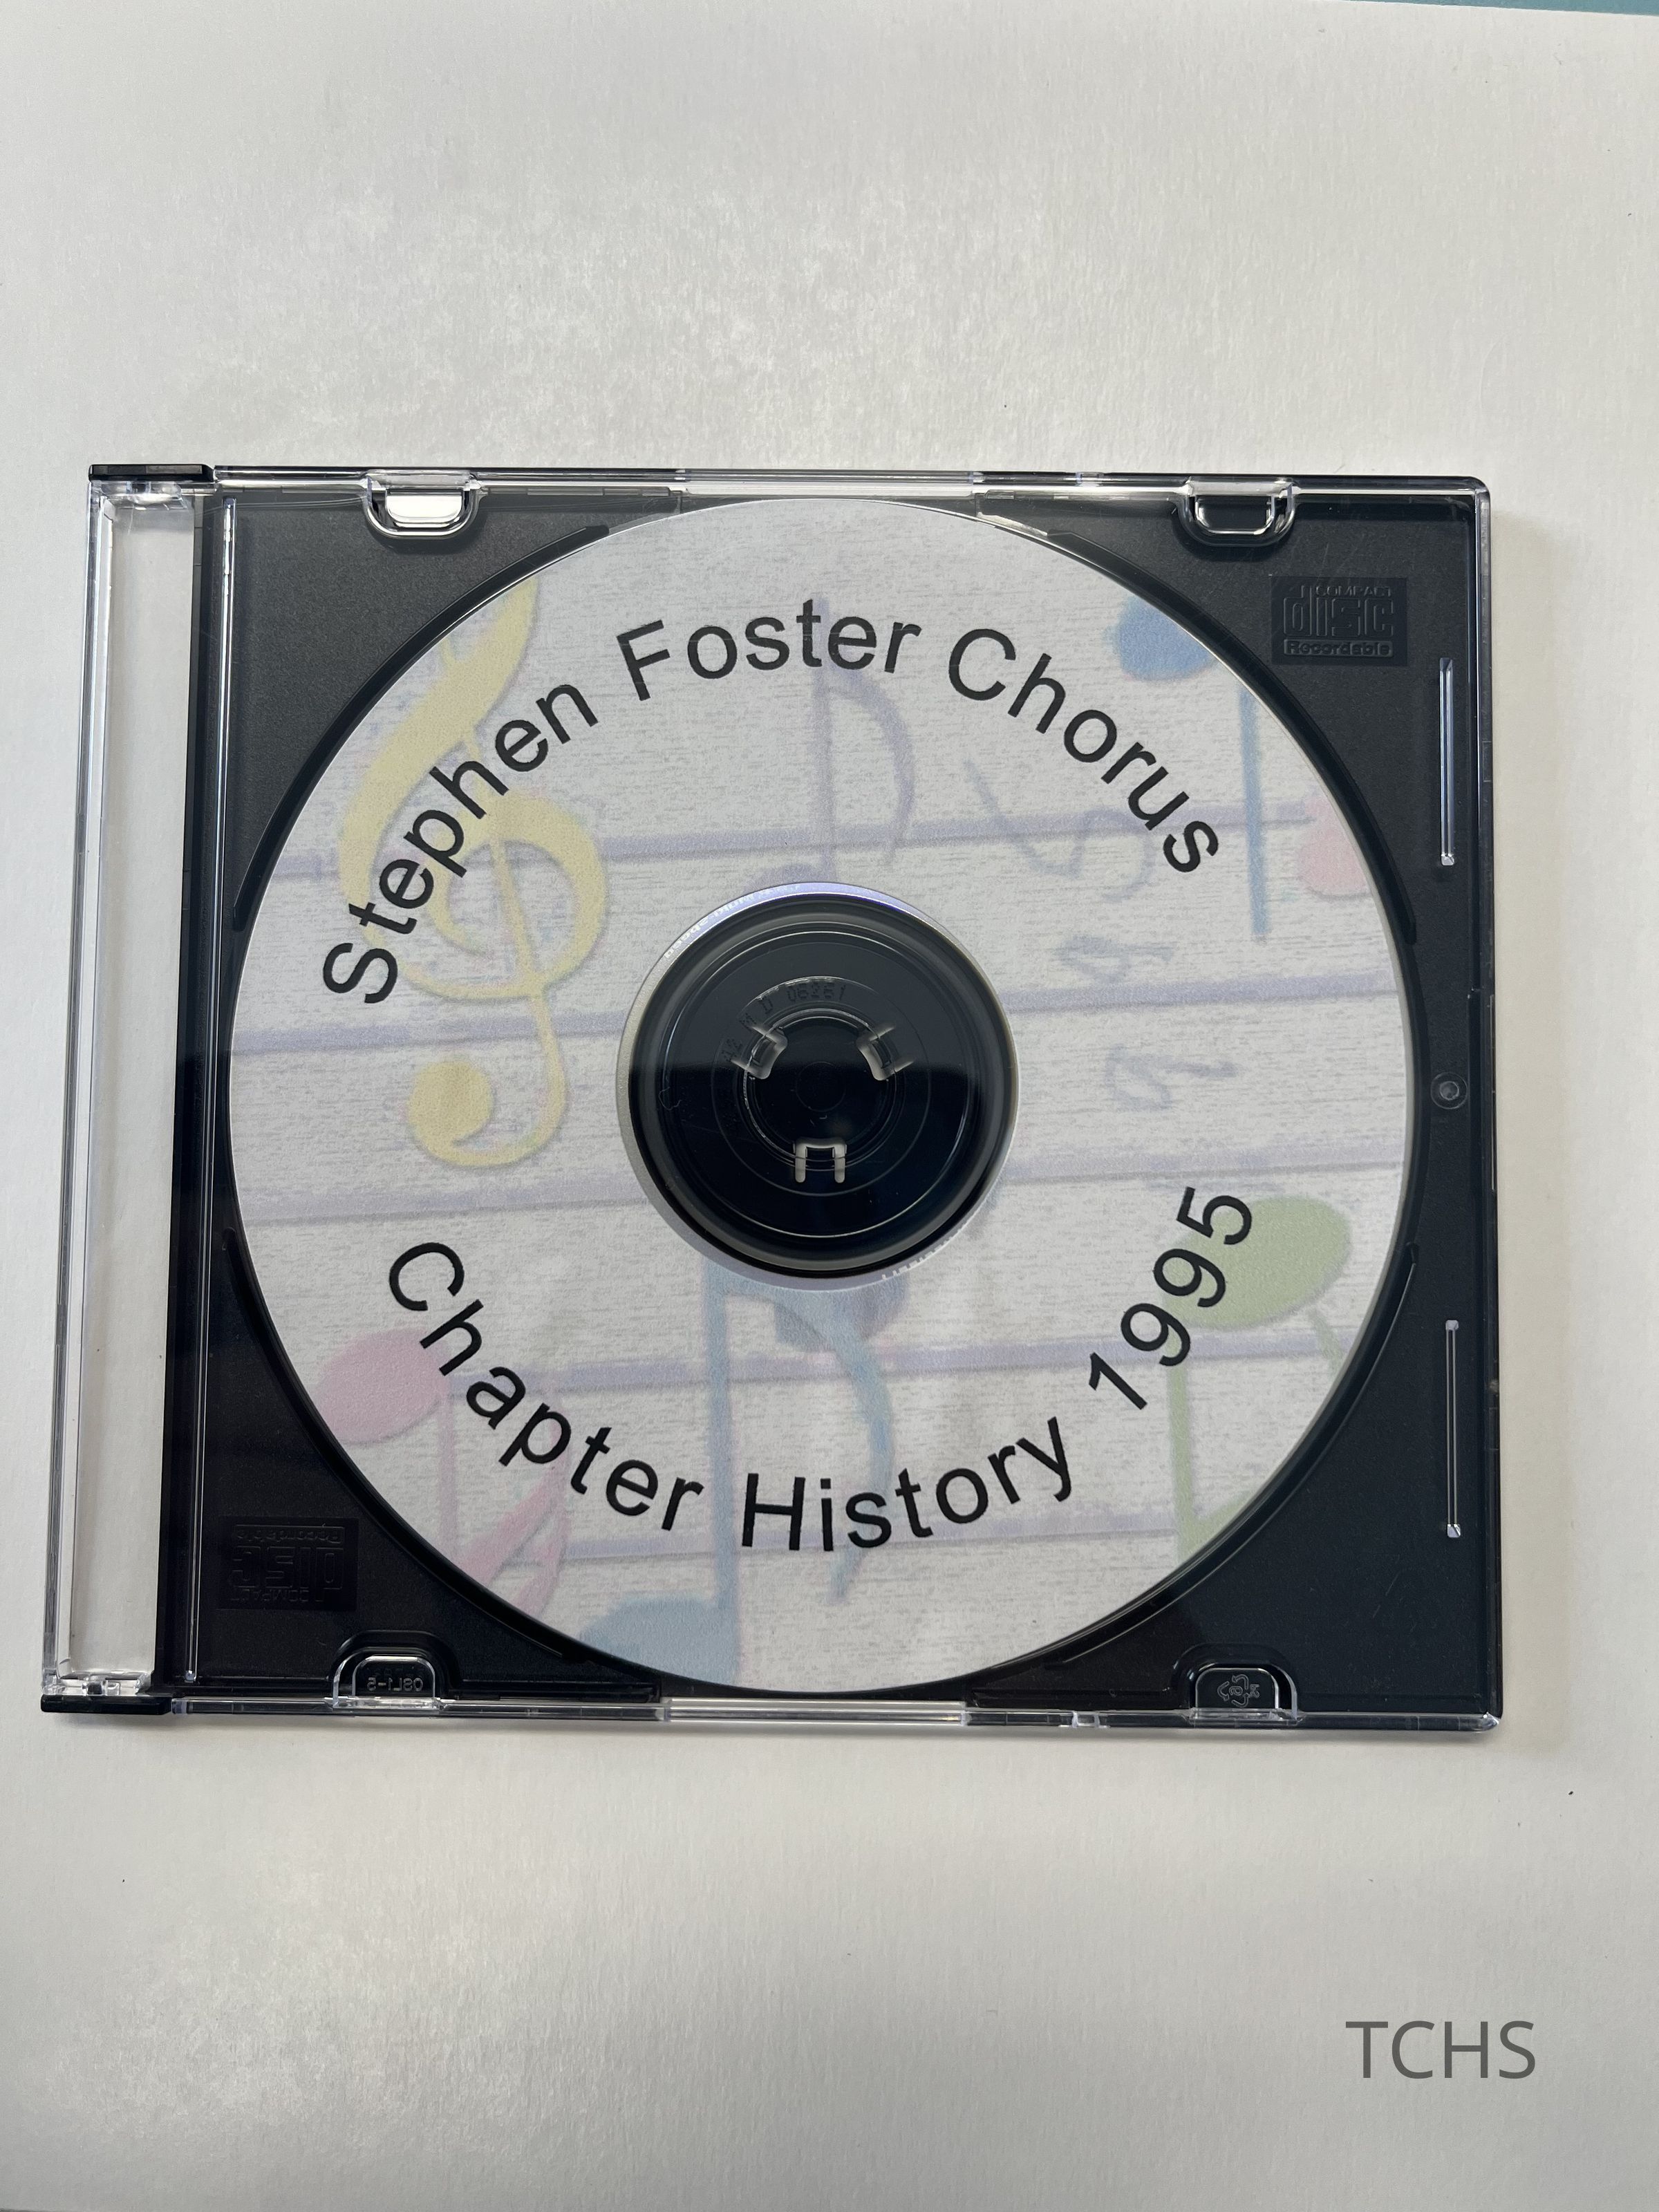 Stephen Foster Chorus
COMPACT
disc
Recordable
Chapter History 1995
TCHS